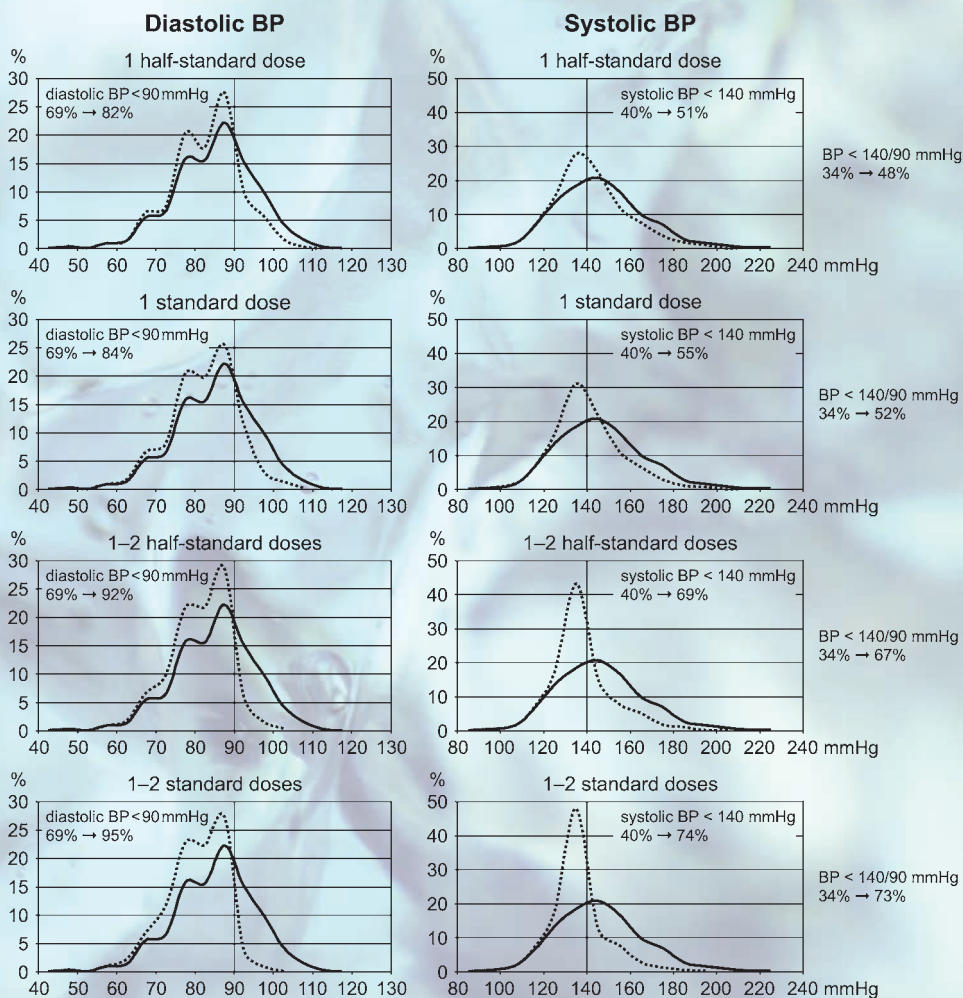 Diastolic BP
Systolic BP
%
1 half-standard dose
30
25
20
15
10
5
0
diastolic BP<90mmHg
69% → 82%
40 50 60 70 80 90 100 110 120 130
%
1 half-standard dose
50
40
30
20
10
0
systolic BP < 140 mmHg
40% → 51%
80 100 120 140 160 180 200 220 240 mmHg
BP < 140/90 mmHg
34% → 48%
%
1 standard dose
30
25
20
15
10
5
0
diastolic BP<90mmHg
69% → 84%
40 50 60 70 80 90 100 110 120 130
%
1 standard dose
50
40
30
20
10
0
systolic BP < 140 mmHg
40% → 55%
80 100 120 140 160 180 200 220 240 mmHg
BP < 140/90 mmHg
34% → 52%
%
1–2 half-standard doses
30
25
20
15
10
5
0
diastolic BP<90mmHg
69% → 92%
40 50 60 70 80 90 100 110 120 130
%
1–2 half-standard doses
50
40
30
20
10
0
systolic BP < 140 mmHg
40% → 69%
80 100 120 140 160 180 200 220 240 mmHg
BP < 140/90 mmHg
34% → 67%
%
1–2 standard doses
30
25
20
15
10
5
0
diastolic BP<90mmHg
69% → 95%
40 50 60 70 80 90 100 110 120 130
%
1–2 standard doses
50
40
30
20
10
0
systolic BP < 140 mmHg
40% → 74%
80 100 120 140 160 180 200 220 240 mmHg
BP < 140/90 mmHg
34% → 73%